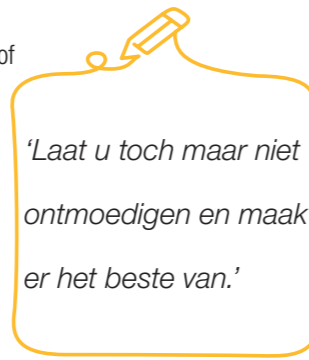 of
‘Laat u toch maar niet
ontmoedigen en maak
er het beste van.’